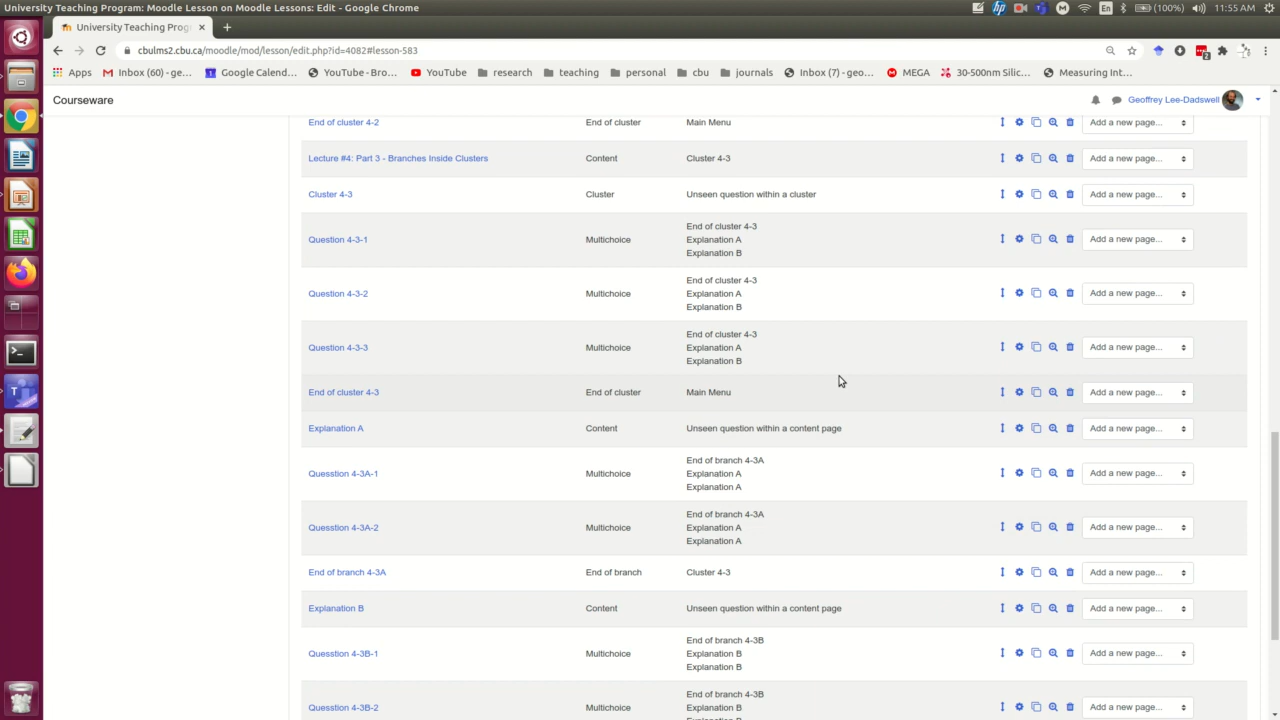 University Teaching Program: Moodle Lesson on Moodle Lessons: Edit - Google Chrome
En (100%) 11:55 AM
University Teaching Prog
cbulms2.cbu.ca/moodle/mod/lesson/edit.php?id=4082#lesson-583
2
Apps Inbox (60) - ge-... Google Calend... YouTube - Bro... YouTube research teaching personal cbu journals Inbox (7) - geo... MEGA 30-500nm Silic... Measuring Int...
Courseware Geoffrey Lee-Dadswell
End of cluster 4-2 End of cluster Main Menu Add a new page...
Lecture #4: Part 3 - Branches Inside Clusters Content Cluster 4-3 Add a new page...
Cluster 4-3 Cluster Unseen question within a cluster Add a new page...
End of cluster 4-3
Question 4-3-1 Multichoice Explanation A Add a new page...
Explanation B
End of cluster 4-3
Question 4-3-2 Multichoice Explanation A Add a new page...
Explanation B
End of cluster 4-3
Question 4-3-3 Multichoice Explanation A Add a new page...
Explanation B
End of cluster 4-3 End of cluster Main Menu Add a new page...
Explanation A Content Unseen question within a content page Add a new page...
End of branch 4-3A
Quesstion 4-3A-1 Multichoice Explanation A Add a new page...
Explanation A
End of branch 4-3A
Quesstion 4-3A-2 Multichoice Explanation A Add a new page...
Explanation A
End of branch 4-3A End of branch Cluster 4-3 Add a new page...
Explanation B Content Unseen question within a content page Add a new page...
End of branch 4-3B
Quesstion 4-3B-1 Multichoice Explanation B Add a new page...
Explanation B
End of branch 4-3B
Quesstion 4-3B-2 Multichoice Explanation B Add a new page...